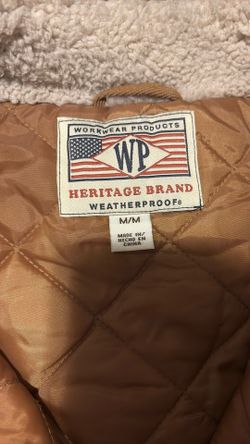 WORKWEAR PRODUCTS
WP
HERITAGE BRAND
WEATHERPROOF®
M/M
MADE IN/
HECHO EN
CHINA